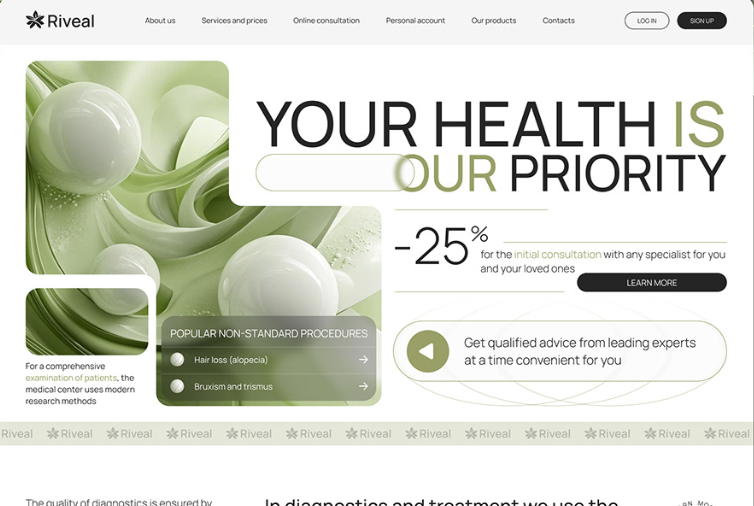 Riveal
About us
Services and prices
Online consultation
Personal account
Our products
Contacts
LOG IN
SIGN UP
YOUR HEALTH IS
OUR PRIORITY
-25%
for the initial consultation with any specialist for you
and your loved ones
LEARN MORE
Get qualified advice from leading experts
at a time convenient for you
POPULAR NON-STANDARD PROCEDURES
Hair loss (alopecia)
Bruxism and trismus
For a comprehensive
examination of patients, the
medical center uses modern
research methods
Riveal Riveal Riveal Riveal Riveal Riveal Riveal Riveal Riveal Riveal Riveal Riveal Riveal
The quality of diagnostics is ensured by
In diagnostics and treatment we use the